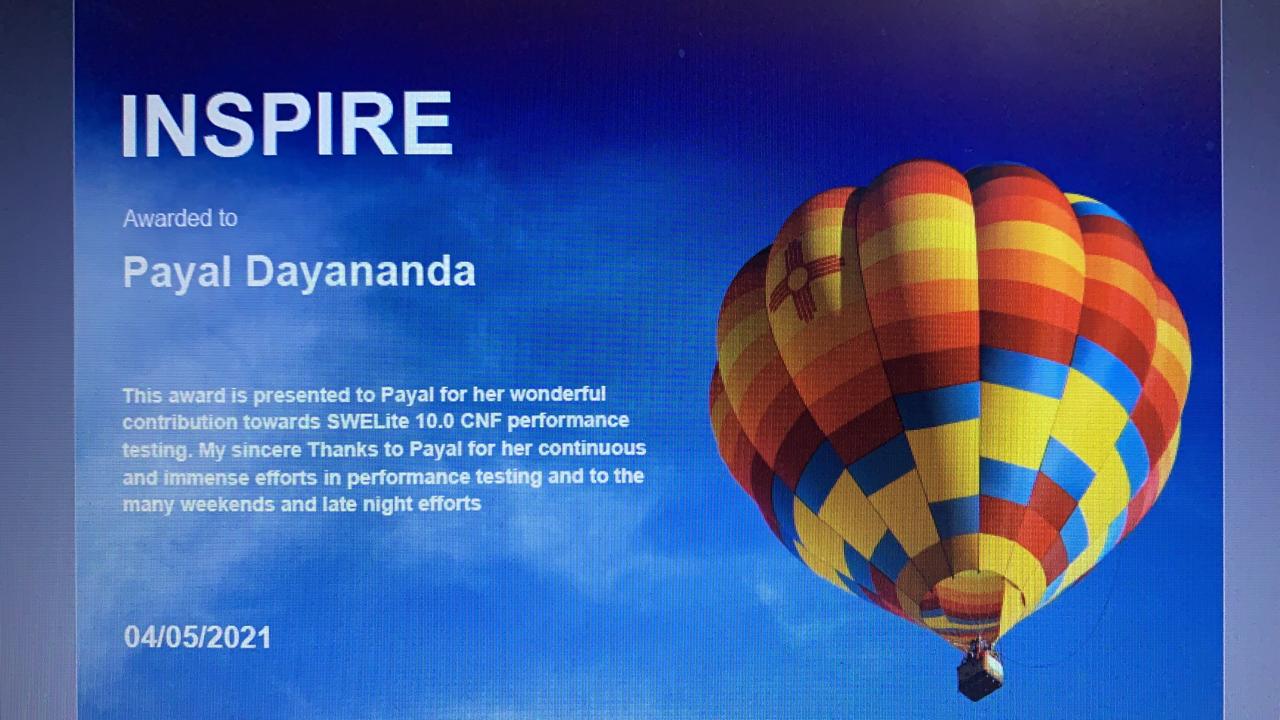 INSPIRE
Awarded to
Payal Dayananda
This award is presented to Payal for her wonderful
contribution towards SWELite 10.0 CNF performance
testing. My sincere Thanks to Payal for her continuous
and immense efforts in performance testing and to the
many weekends and late night efforts
04/05/2021